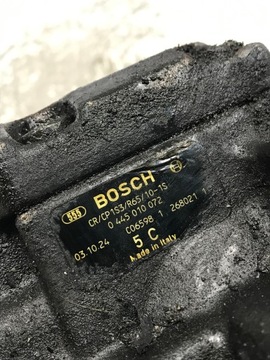 BOSCH
555
CR/CP1S3/R65/10-1S
0 445 010 072
C06598 1 268021 1
03.10.24
5 C
Made in Italy